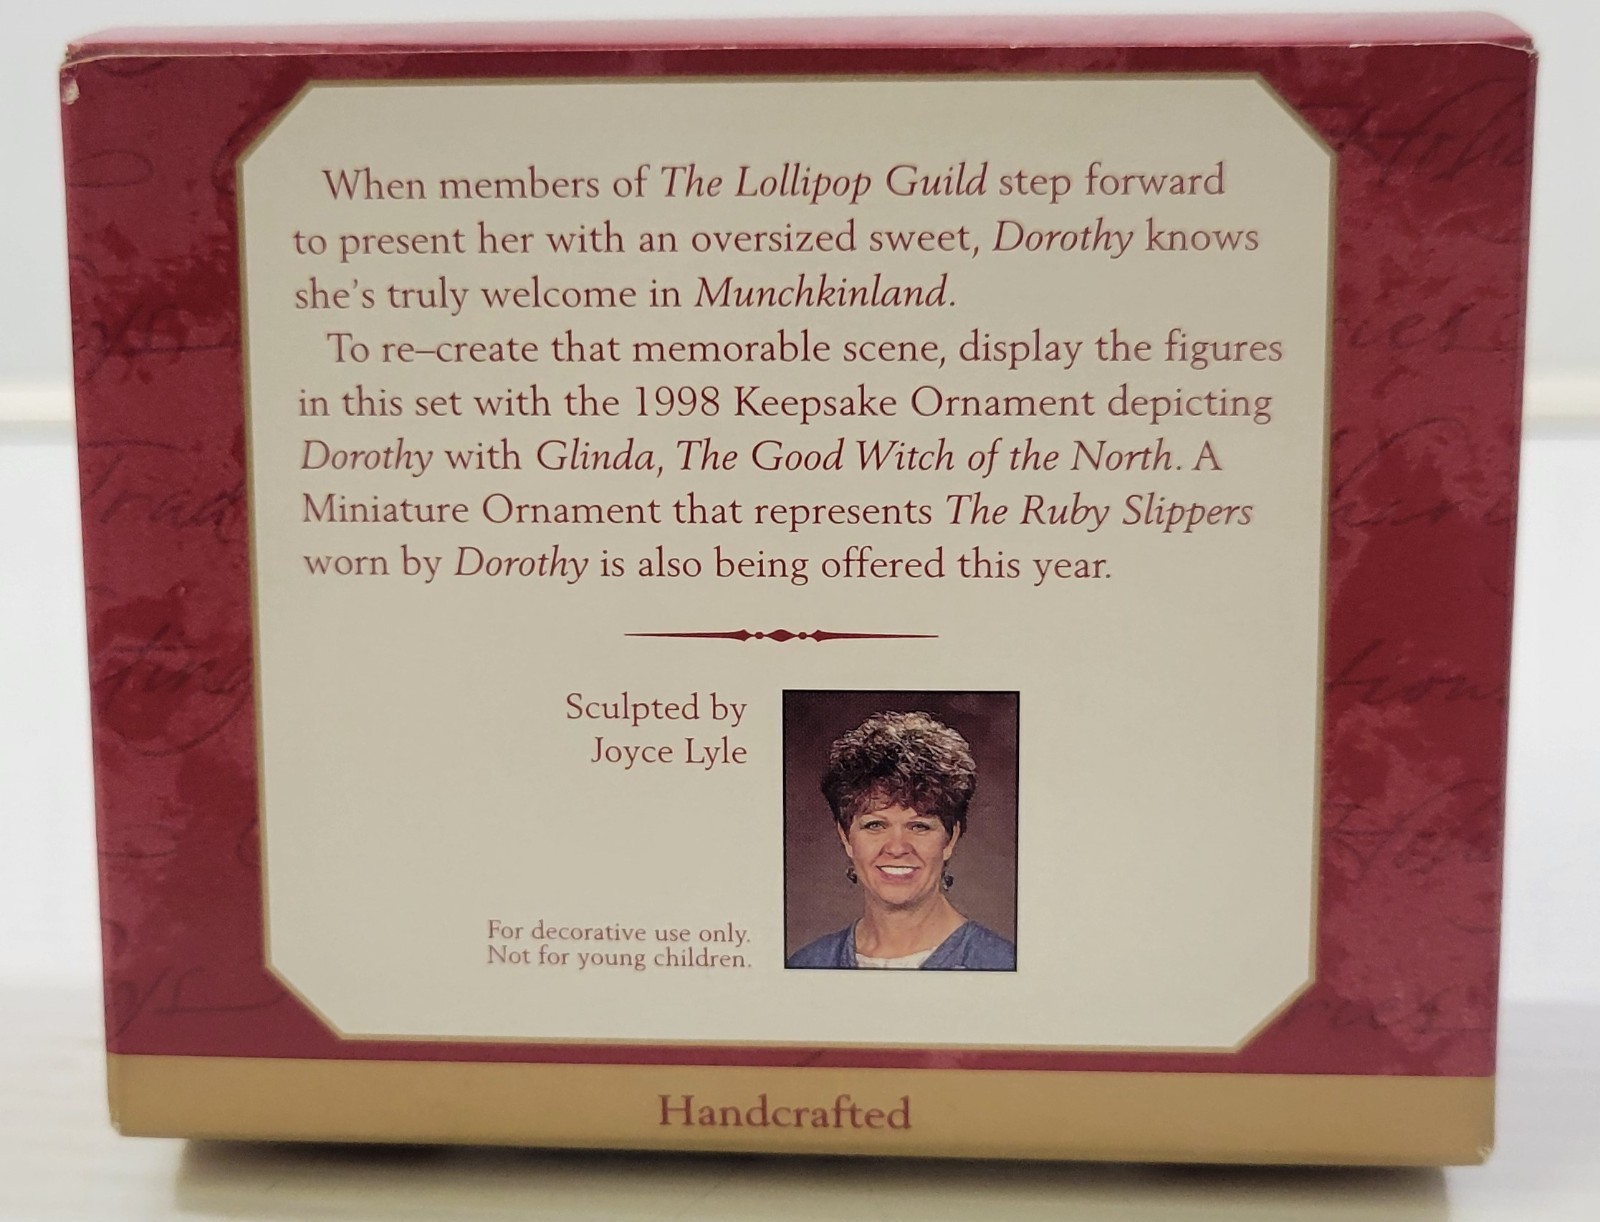 When members of The Lollipop Guild step forward
to present her with an oversized sweet, Dorothy knows
she's truly welcome in Munchkinland.
To re–create that memorable scene, display the figures
in this set with the 1998 Keepsake Ornament depicting
Dorothy with Glinda, The Good Witch of the North. A
Miniature Ornament that represents The Ruby Slippers
worn by Dorothy is also being offered this year.
Sculpted by
Joyce Lyle
For decorative use only.
Not for young children.
Handcrafted